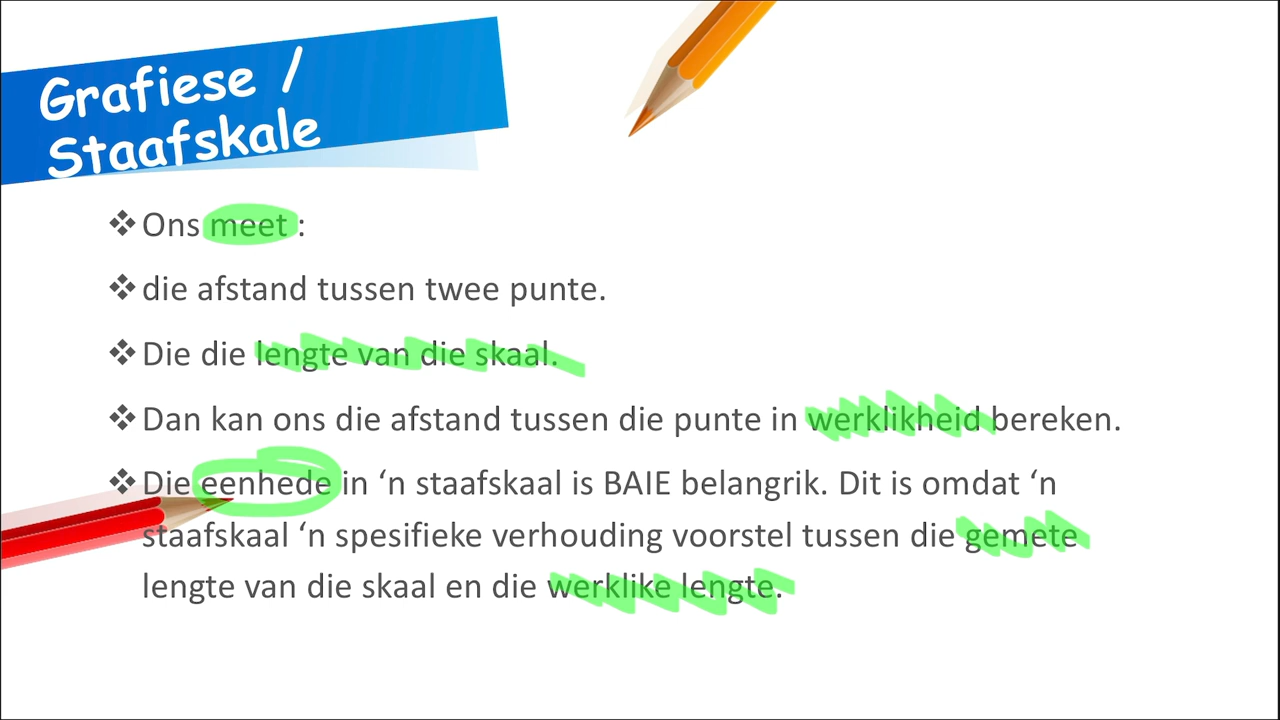 Grafiese /
Staafskale
❖Ons meet :
❖die afstand tussen twee punte.
❖Die die lengte van die skaal.
❖Dan kan ons die afstand tussen die punte in werklikheid bereken.
❖Die eenhede in ‘n staafskaal is BAIE belangrik. Dit is omdat ‘n
staafskaal ‘n spesifieke verhouding voorstel tussen die gemete
lengte van die skaal en die werklike lengte.